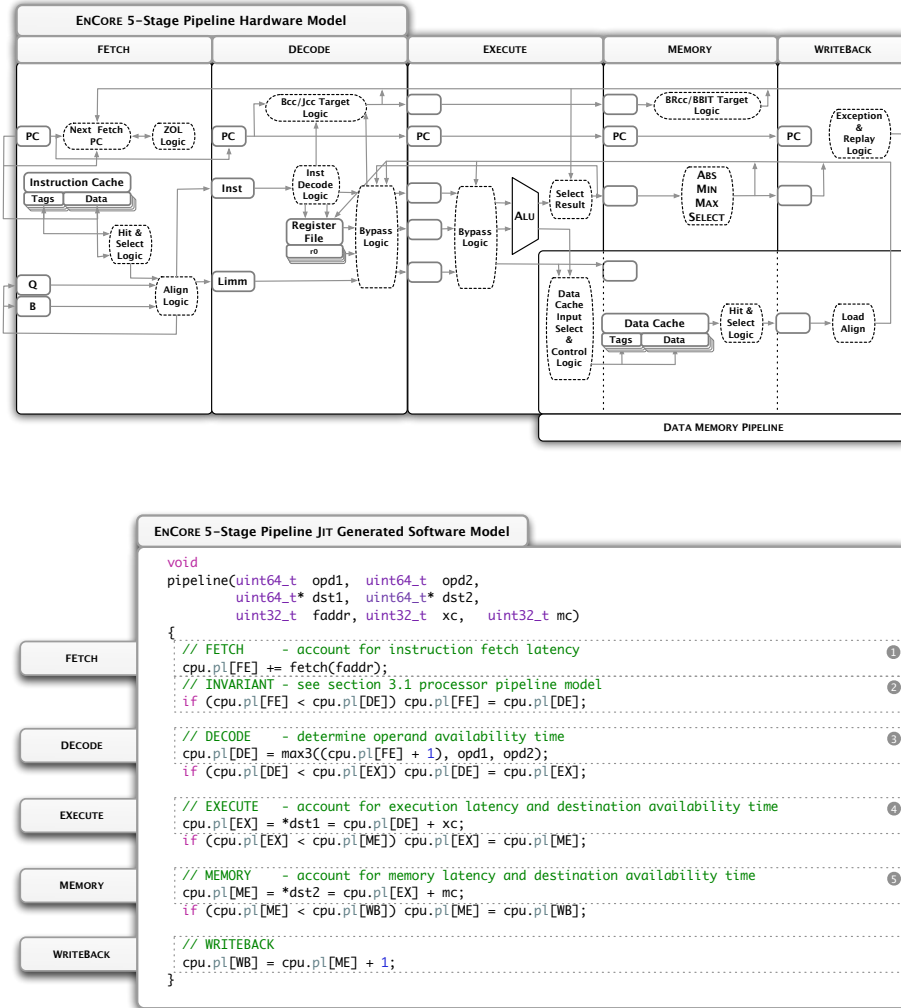 ENCORE 5-Stage Pipeline Hardware Model
FETCH
DECODE
EXECUTE
MEMORY
WRITEBACK
PC
Next Fetch
PC
ZOL
Logic
Instruction Cache
Tags
Data
Hit &
Select
Logic
Q
B
Align
Logic
PC
Bcc/Jcc Target
Logic
Inst
Inst
Decode
Logic
Register
File
r0
Bypass
Logic
Limm
PC
Bypass
Logic
ALU
Select
Result
Data
Cache
Input
Select
&
Control
Logic
BRcc/BBIT Target
Logic
PC
ABS
MIN
MAX
SELECT
Data Cache
Tags
Data
Hit &
Select
Logic
PC
Exception
&
Replay
Logic
Load
Align
DATA MEMORY PIPELINE
ENCORE 5-Stage Pipeline JIT Generated Software Model
void
pipeline(uint64_t opd1, uint64_t opd2,
uint64_t* dst1, uint64_t* dst2,
uint32_t faddr, uint32_t xc, uint32_t mc)
{
FETCH
// FETCH - account for instruction fetch latency 1
cpu.pl[FE] += fetch(faddr);
// INVARIANT - see section 3.1 processor pipeline model 2
if (cpu.pl[FE] < cpu.pl[DE]) cpu.pl[FE] = cpu.pl[DE];
DECODE
// DECODE - determine operand availability time 3
cpu.pl[DE] = max3((cpu.pl[FE] + 1), opd1, opd2);
if (cpu.pl[DE] < cpu.pl[EX]) cpu.pl[DE] = cpu.pl[EX];
EXECUTE
// EXECUTE - account for execution latency and destination availability time 4
cpu.pl[EX] = *dst1 = cpu.pl[DE] + xc;
if (cpu.pl[EX] < cpu.pl[ME]) cpu.pl[EX] = cpu.pl[ME];
MEMORY
// MEMORY - account for memory latency and destination availability time 5
cpu.pl[ME] = *dst2 = cpu.pl[EX] + mc;
if (cpu.pl[ME] < cpu.pl[WB]) cpu.pl[ME] = cpu.pl[WB];
WRITEBACK
// WRITEBACK
cpu.pl[WB] = cpu.pl[ME] + 1;
}